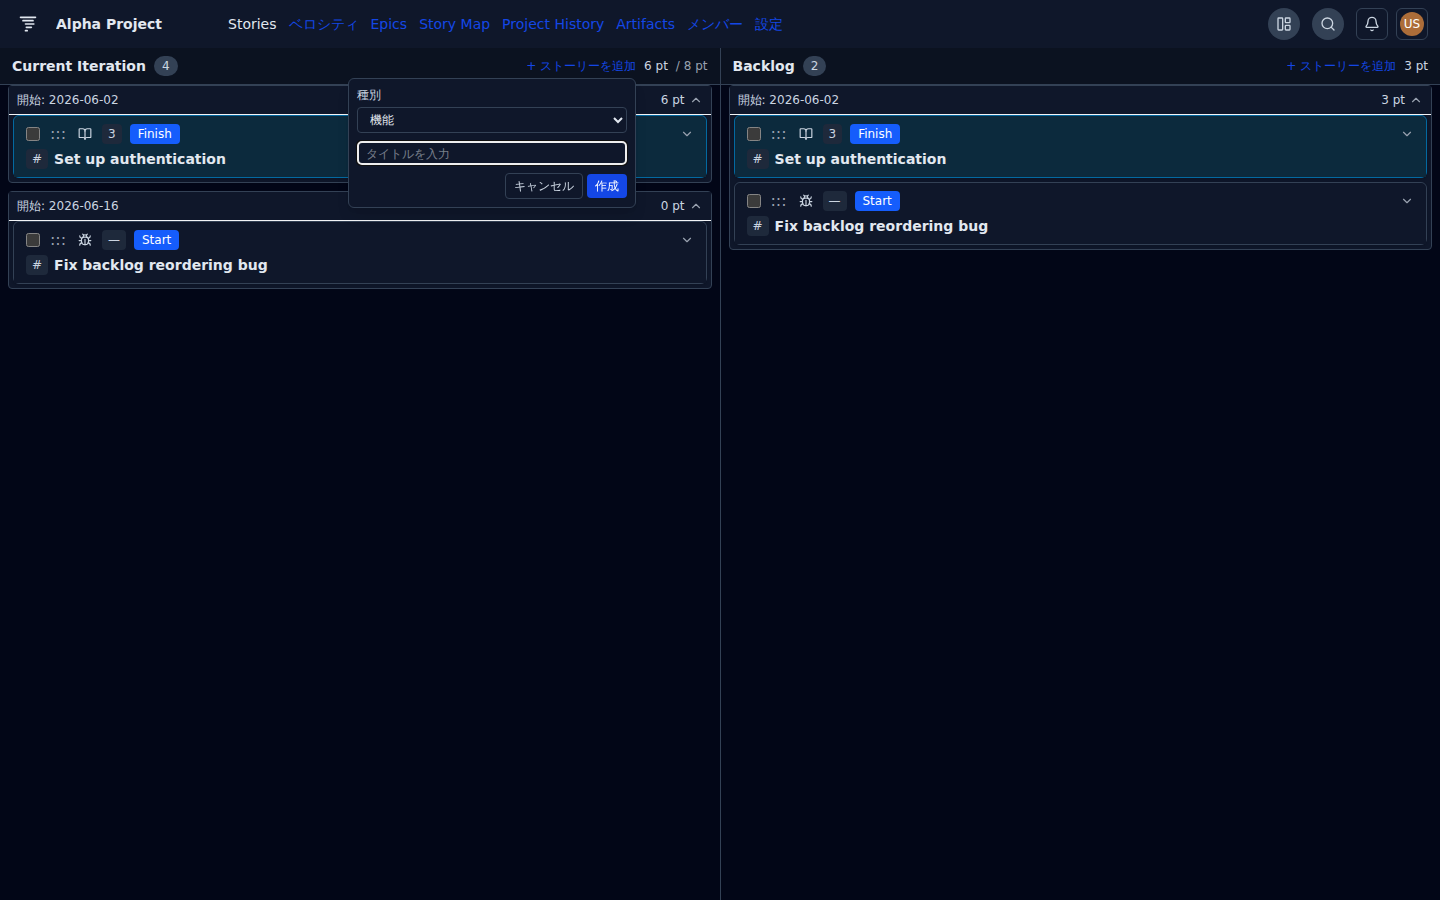 Alpha Project Stories ベロシティ Epics Story Map Project History Artifacts メンバー 設定 US
Current Iteration 4 + ストーリーを追加 6 pt / 8 pt
開始: 2026-06-02 6 pt
3 Finish
# Set up authentication
種別
機能
タイトルを入力
キャンセル 作成
開始: 2026-06-16 0 pt
— Start
# Fix backlog reordering bug
Backlog 2 + ストーリーを追加 3 pt
開始: 2026-06-02 3 pt
3 Finish
# Set up authentication
— Start
# Fix backlog reordering bug